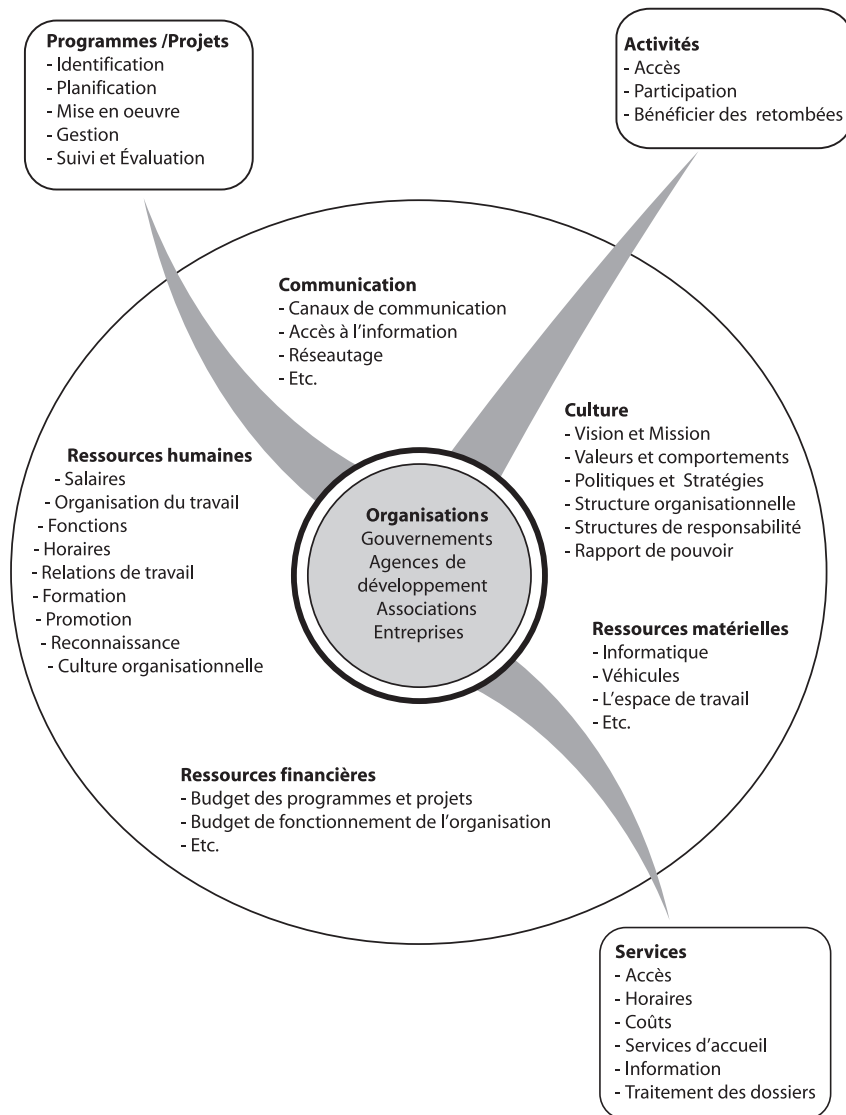 Programmes /Projets
- Identification
- Planification
- Mise en oeuvre
- Gestion
- Suivi et Évaluation
Activités
- Accès
- Participation
- Bénéficier des retombées
Communication
- Canaux de communication
- Accès à l'information
- Réseautage
- Etc.
Culture
- Vision et Mission
- Valeurs et comportements
- Politiques et Stratégies
- Structure organisationnelle
- Structures de responsabilité
- Rapport de pouvoir
Ressources humaines
- Salaires
- Organisation du travail
- Fonctions
- Horaires
- Relations de travail
- Formation
- Promotion
- Reconnaissance
- Culture organisationnelle
Organisations
Gouvernements
Agences de
développement
Associations
Entreprises
Ressources matérielles
- Informatique
- Véhicules
- L'espace de travail
- Etc.
Ressources financières
- Budget des programmes et projets
- Budget de fonctionnement de l'organisation
- Etc.
Services
- Accès
- Horaires
- Coûts
- Services d'accueil
- Information
- Traitement des dossiers